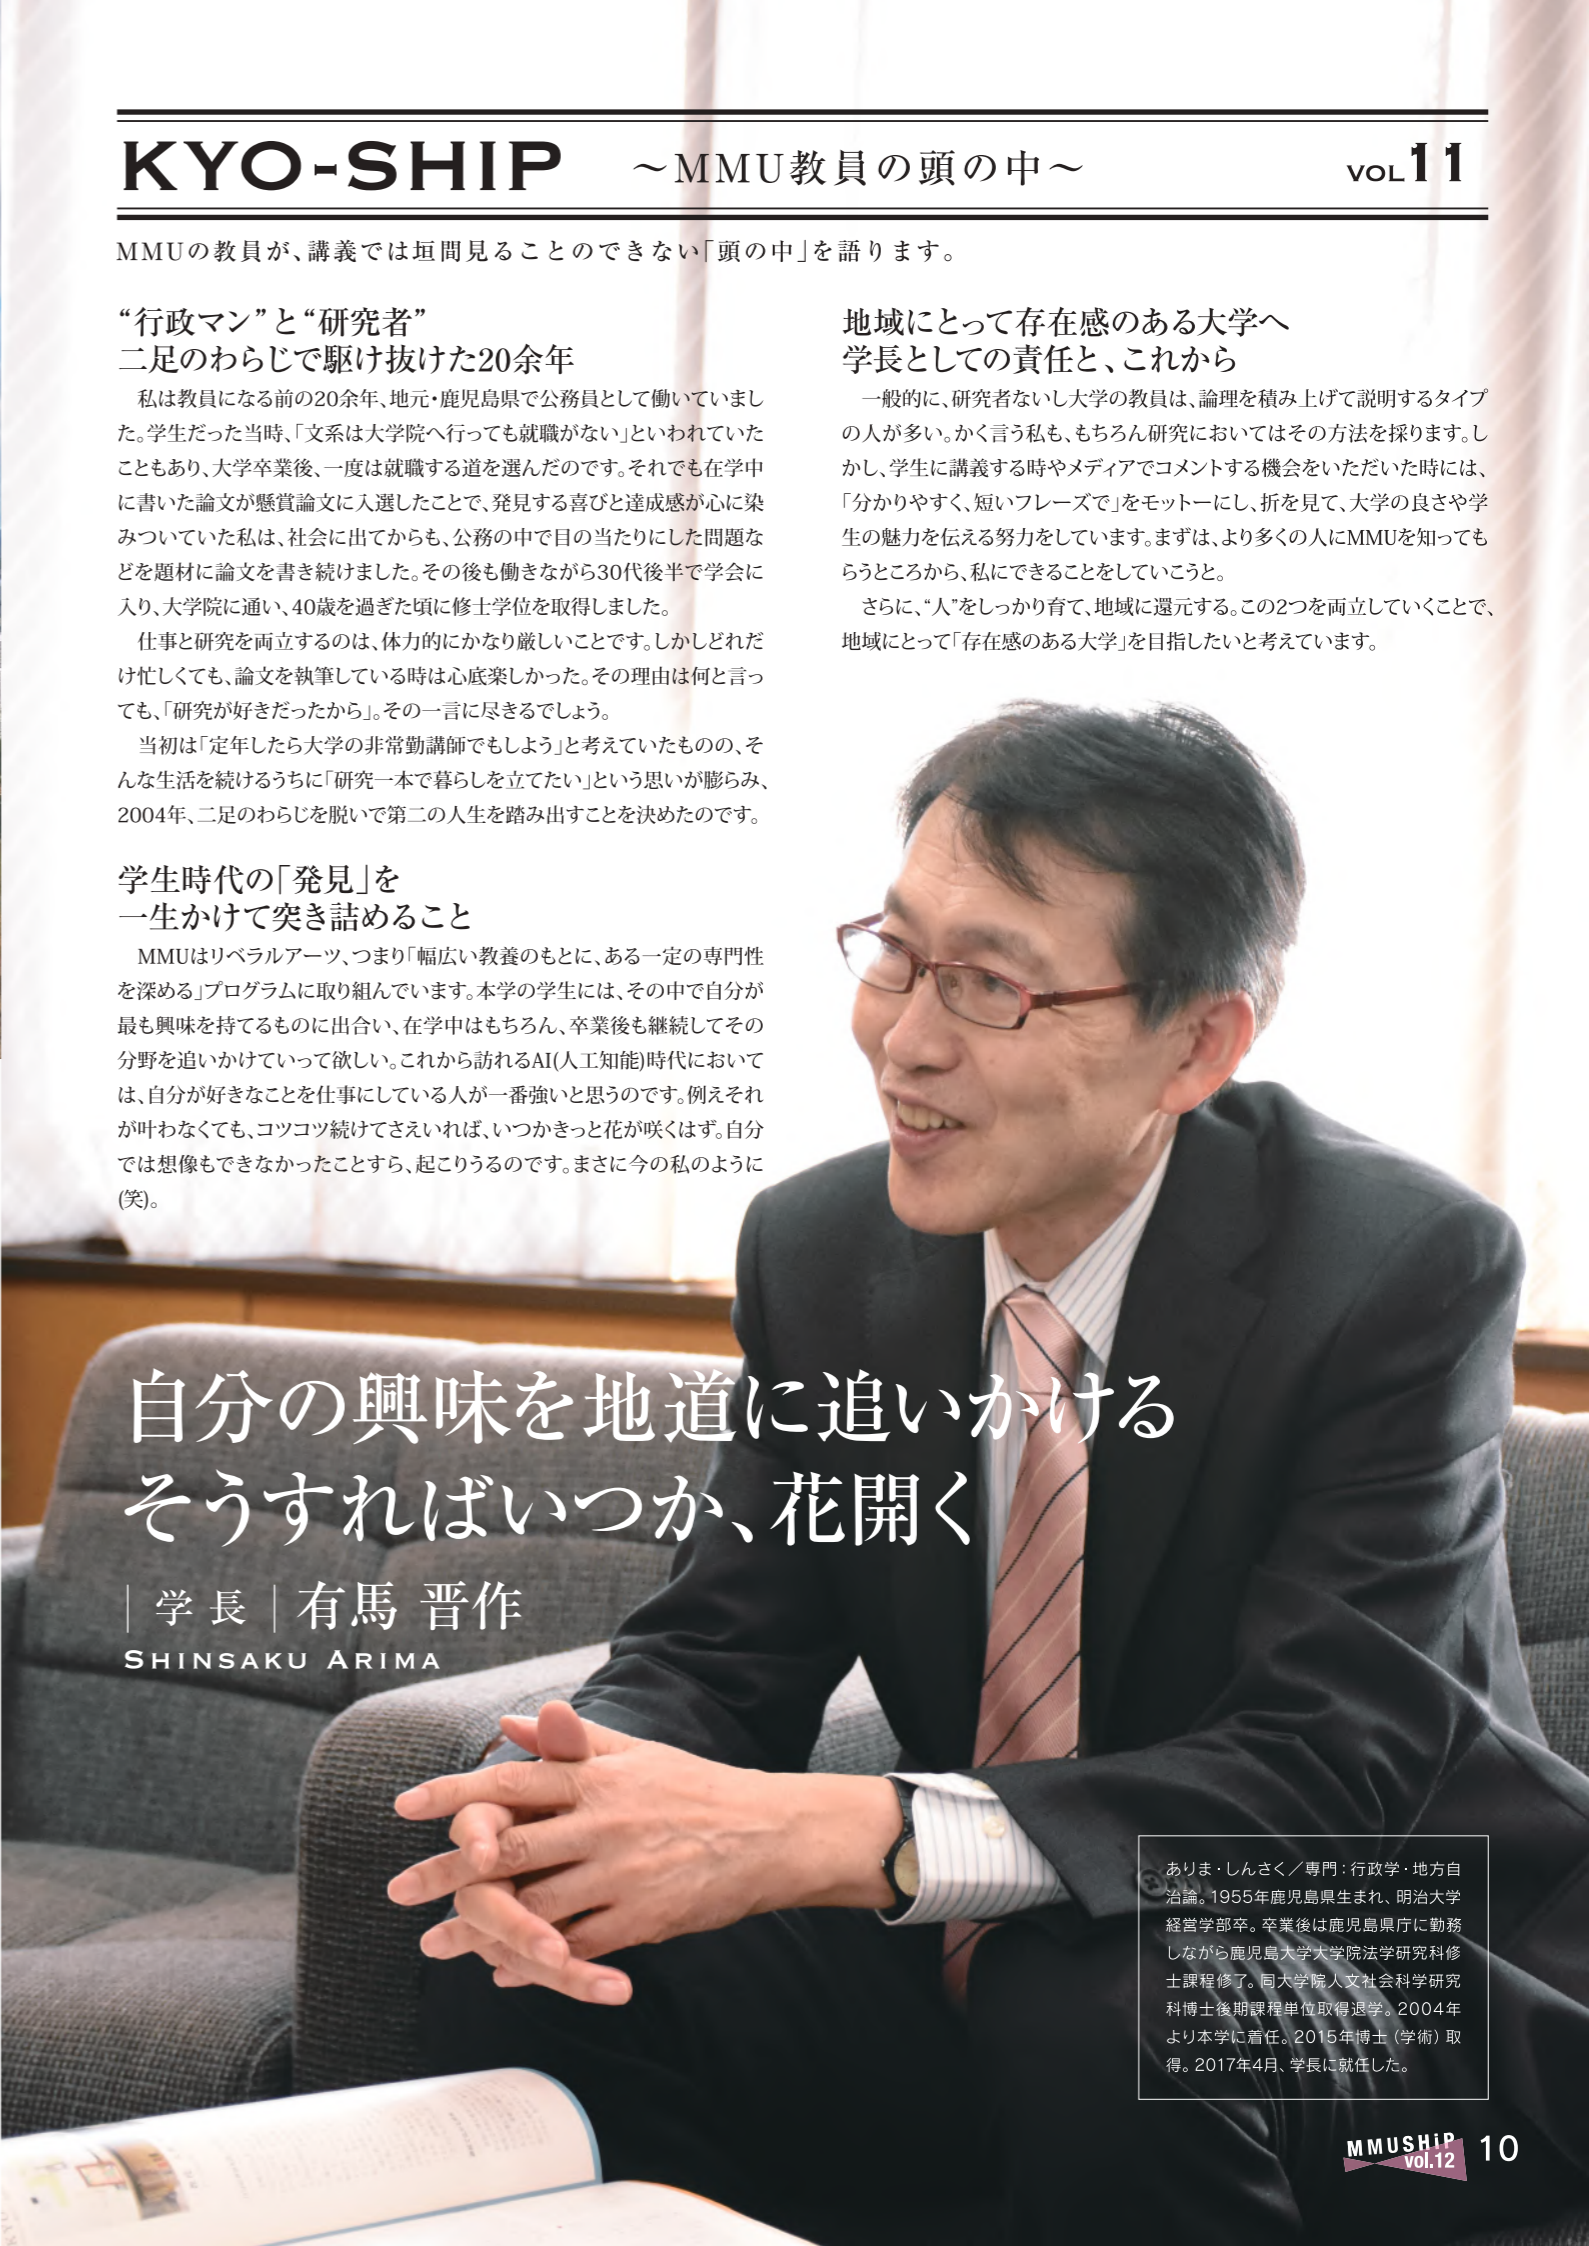 KYO-SHIP ～MMU教員の頭の中～ VOL 11
MMUの教員が、講義では垣間見ることのできない「頭の中」を語ります。
“行政マン”と“研究者”
二足のわらじで駆け抜けた20余年
私は教員になる前の20余年、地元・鹿児島県で公務員として働いていまし
た。学生だった当時、「文系は大学院へ行っても就職がない」といわれていた
こともあり、大学卒業後、一度は就職する道を選んだのです。それでも在学中
に書いた論文が懸賞論文に入選したことで、発見する喜びと達成感が心に染
みついていた私は、社会に出てからも、公務の中で目の当たりにした問題な
どを題材に論文を書き続けました。その後も働きながら30代後半で学会に
入り、大学院に通い、40歳を過ぎた頃に修士学位を取得しました。
仕事と研究を両立するのは、体力的にかなり厳しいことです。しかしどれだ
け忙しくても、論文を執筆している時は心底楽しかった。その理由は何と言っ
ても、「研究が好きだったから」。その一言に尽きるでしょう。
当初は「定年したら大学の非常勤講師でもしよう」と考えていたものの、そ
んな生活を続けるうちに「研究一本で暮らしを立てたい」という思いが膨らみ、
2004年、二足のわらじを脱いで第二の人生を踏み出すことを決めたのです。
学生時代の「発見」を
一生かけて突き詰めること
MMUはリベラルアーツ、つまり「幅広い教養のもとに、ある一定の専門性
を深める」プログラムに取り組んでいます。本学の学生には、その中で自分が
最も興味を持てるものに出合い、在学中はもちろん、卒業後も継続してその
分野を追いかけていって欲しい。これから訪れるAI(人工知能)時代において
は、自分が好きなことを仕事にしている人が一番強いと思うのです。例えそれ
が叶わなくても、コツコツ続けてさえいれば、いつかきっと花が咲くはず。自分
では想像もできなかったことすら、起こりうるのです。まさに今の私のように
(笑)。
地域にとって存在感のある大学へ
学長としての責任と、これから
一般的に、研究者ないし大学の教員は、論理を積み上げて説明するタイプ
の人が多い。かく言う私も、もちろん研究においてはその方法を採ります。し
かし、学生に講義する時やメディアでコメントする機会をいただいた時には、
「分かりやすく、短いフレーズで」をモットーにし、折を見て、大学の良さや学
生の魅力を伝える努力をしています。まずは、より多くの人にMMUを知っても
らうところから、私にできることをしていこうと。
さらに、“人”をしっかり育て、地域に還元する。この2つを両立していくことで、
地域にとって「存在感のある大学」を目指したいと考えています。
自分の興味を地道に追いかける
そうすればいつか、花開く
｜学長｜有馬 晋作
SHINSAKU ARIMA
ありま・しんさく／専門：行政学・地方自
治論。1955年鹿児島県生まれ、明治大学
経営学部卒。卒業後は鹿児島県庁に勤務
しながら鹿児島大学大学院法学研究科修
士課程修了。同大学院人文社会科学研究
科博士後期課程単位取得退学。2004年
より本学に着任。2015年博士（学術）取
得。2017年4月、学長に就任した。
MMUSHiP
vol.12
10